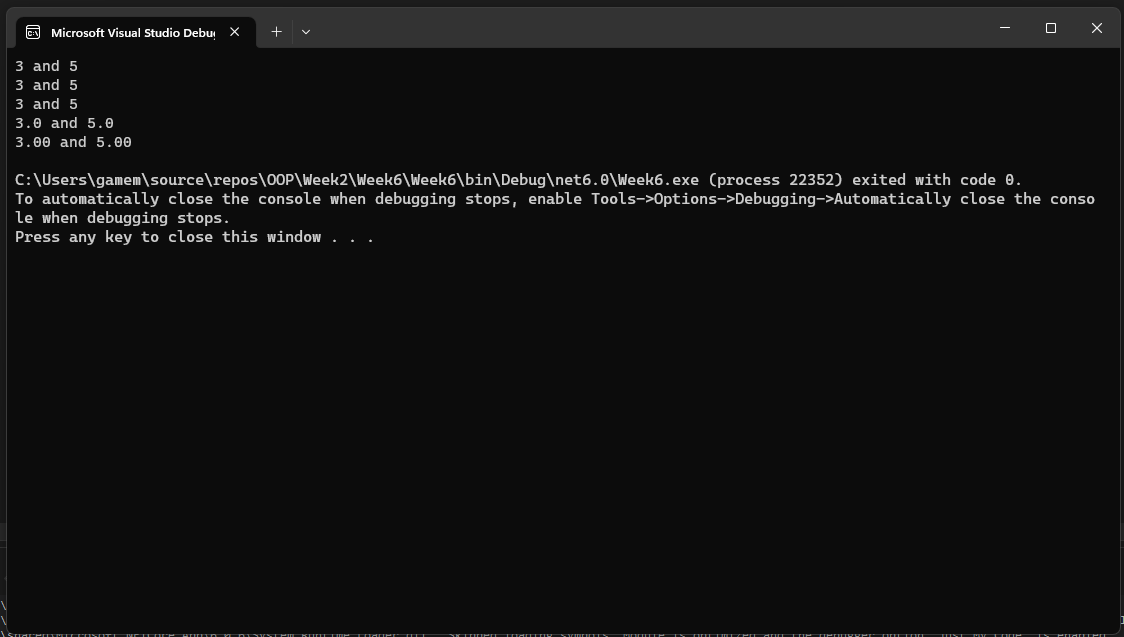 Microsoft Visual Studio Debug
3 and 5
3 and 5
3 and 5
3.0 and 5.0
3.00 and 5.00
C:\Users\gamem\source\repos\OOP\Week2\Week6\Week6\bin\Debug\net6.0\Week6.exe (process 22352) exited with code 0.
To automatically close the console when debugging stops, enable Tools->Options->Debugging->Automatically close the conso
le when debugging stops.
Press any key to close this window . . .